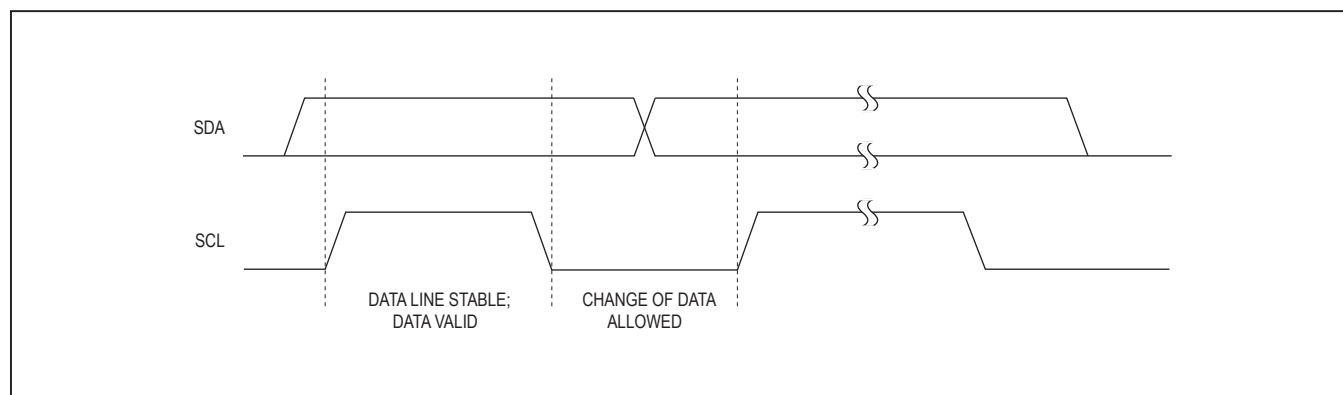 SDA
SCL
DATA LINE STABLE;
DATA VALID
CHANGE OF DATA
ALLOWED